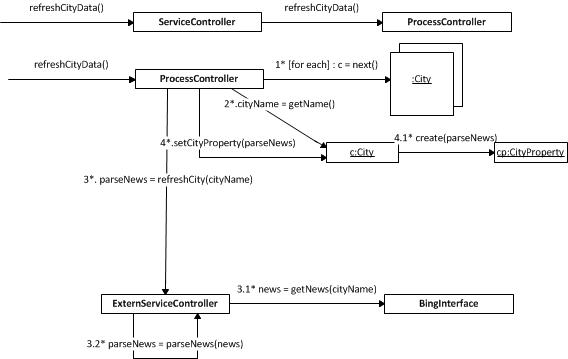 refreshCityData()
refreshCityData()
ServiceController
ProcessController
refreshCityData()
1* [for each] : c = next()
ProcessController
:City
2*.cityName = getName()
4*.setCityProperty(parseNews)
4.1* create(parseNews)
c:City
cp:CityProperty
3*. parseNews = refreshCity(cityName)
3.1* news = getNews(cityName)
ExternServiceController
BingInterface
3.2* parseNews = parseNews(news)